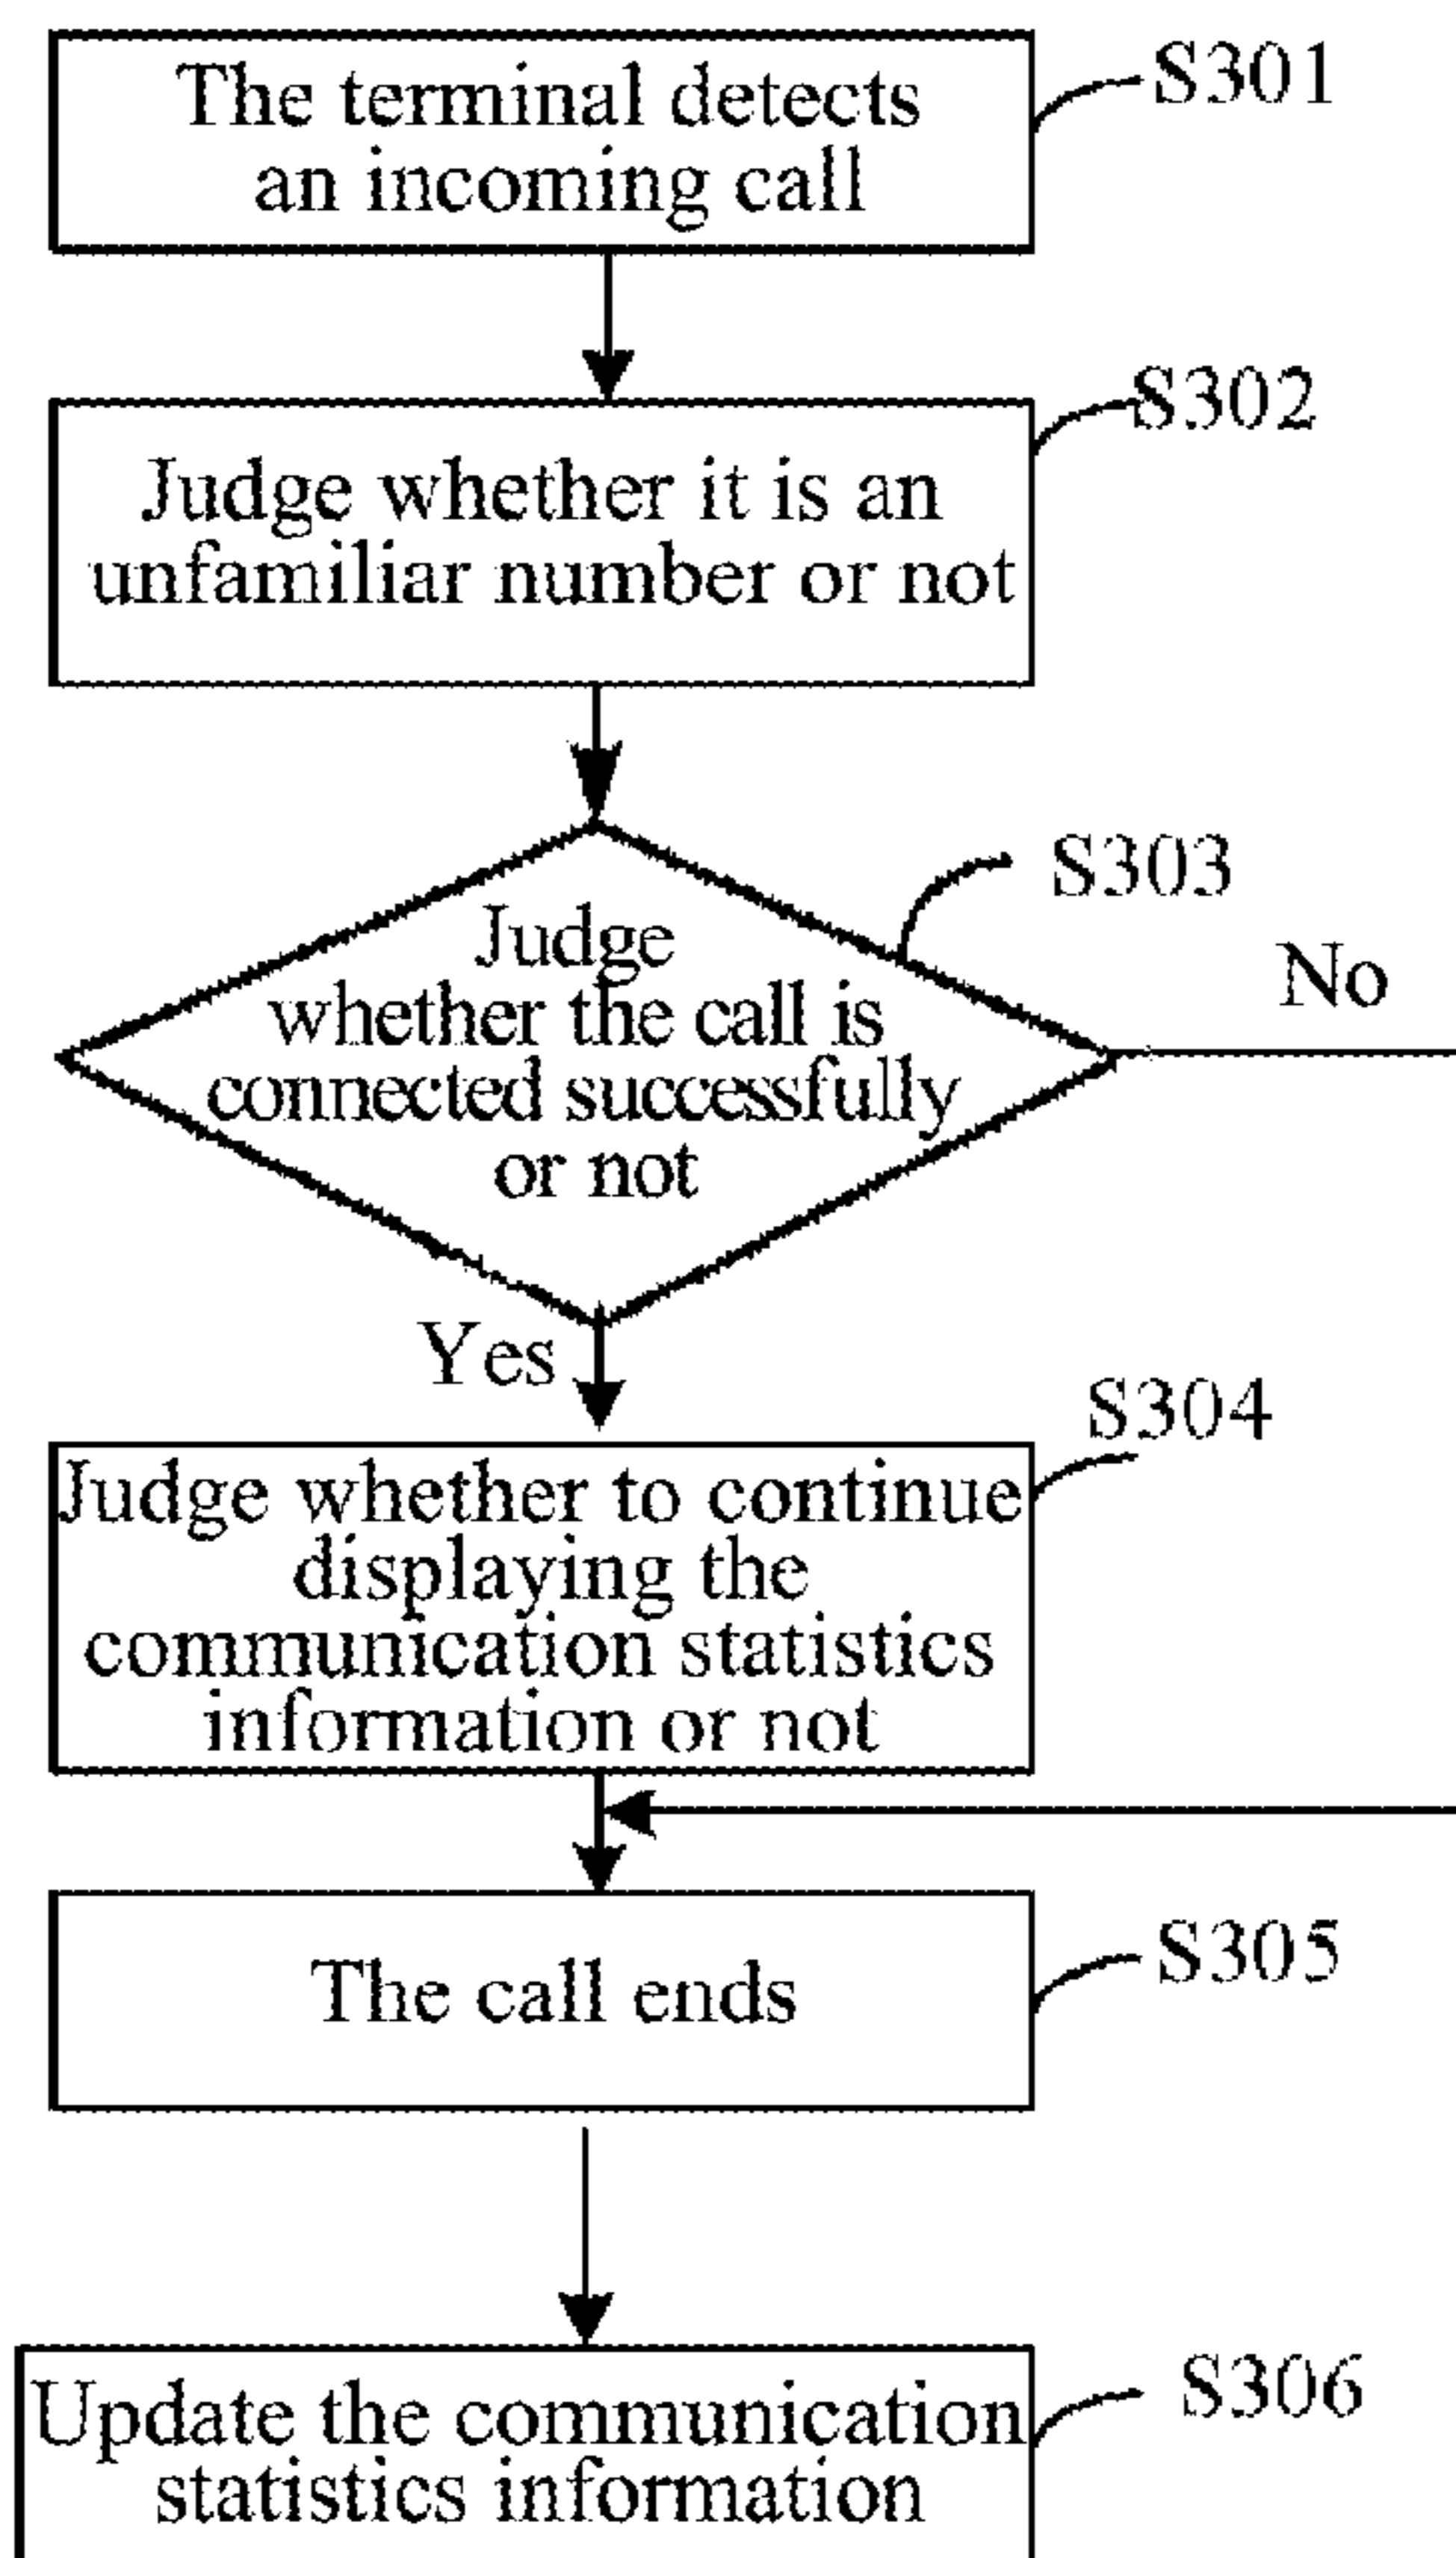 The terminal detects
an incoming call
S301
Judge whether it is an
unfamiliar number or not
S302
Judge
whether the call is
connected successfully
or not
S303
No
Yes
Judge whether to continue
displaying the
communication statistics
information or not
S304
The call ends
S305
Update the communication
statistics information
S306